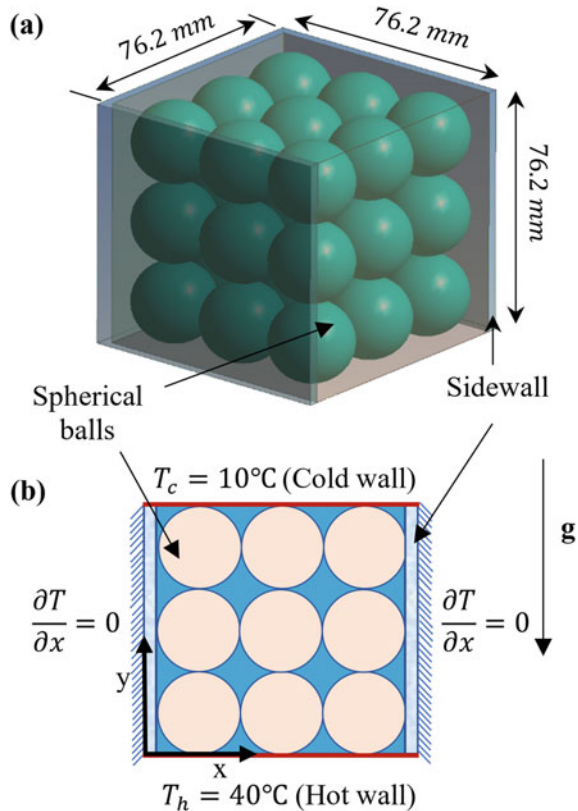 (a)
76.2 mm
76.2 mm
76.2 mm
Spherical
balls
Sidewall
(b)
T_c = 10°C (Cold wall)
g
∂T/∂x = 0
∂T/∂x = 0
y
x
T_h = 40°C (Hot wall)